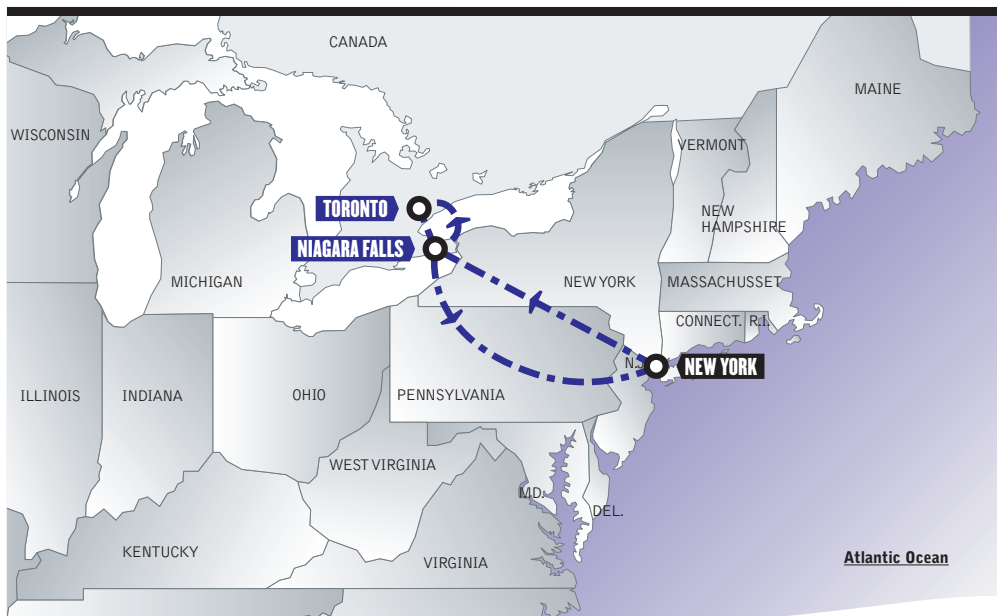 CANADA
MAINE
WISCONSIN
VERMONT
TORONTO
NEW
HAMPSHIRE
NIAGARA FALLS
MICHIGAN
NEW YORK
MASSACHUSSET
CONNECT. R.I.
N.J.
NEW YORK
ILLINOIS
INDIANA
OHIO
PENNSYLVANIA
WEST VIRGINIA
MD.
DEL.
KENTUCKY
VIRGINIA
Atlantic Ocean